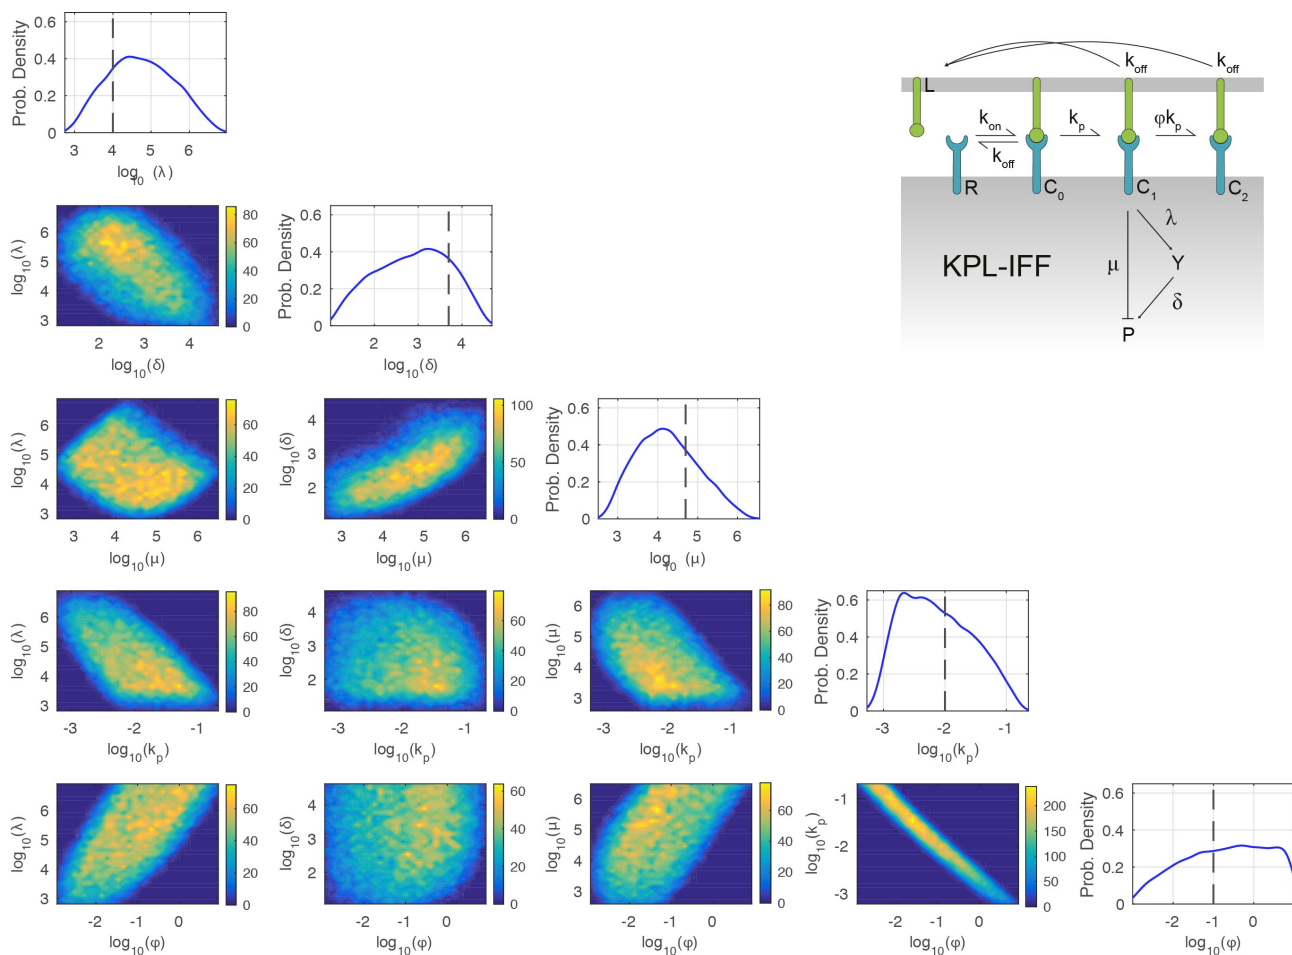 0.6
0.4
0.2
0
Prob. Density
3 4 5 6
log10 (λ)
koff koff
L
kon kp φkp
koff
R C0 C1 C2
λ
KPL-IFF μ Y
δ
P
6
5
4
3
log10(λ)
2 3 4
log10(δ)
80
60
40
20
0
0.6
0.4
0.2
0
Prob. Density
2 3 4
log10(δ)
6
5
4
3
log10(λ)
3 4 5 6
log10(μ)
60
40
20
0
4
3
2
log10(δ)
3 4 5 6
log10(μ)
100
50
0
0.6
0.4
0.2
0
Prob. Density
3 4 5 6
log10 (μ)
6
5
4
3
log10(λ)
-3 -2 -1
log10(kp)
80
60
40
20
0
4
3
2
log10(δ)
-3 -2 -1
log10(kp)
60
40
20
0
6
5
4
3
log10(μ)
-3 -2 -1
log10(kp)
80
60
40
20
0
0.6
0.4
0.2
0
Prob. Density
-3 -2 -1
log10(kp)
6
5
4
3
log10(λ)
-2 -1 0
log10(φ)
60
40
20
0
4
3
2
log10(δ)
-2 -1 0
log10(φ)
60
40
20
0
6
5
4
3
log10(μ)
-2 -1 0
log10(φ)
60
40
20
0
-1
-2
-3
log10(kp)
-2 -1 0
log10(φ)
200
150
100
50
0
0.6
0.4
0.2
0
Prob. Density
-2 -1 0
log10(φ)